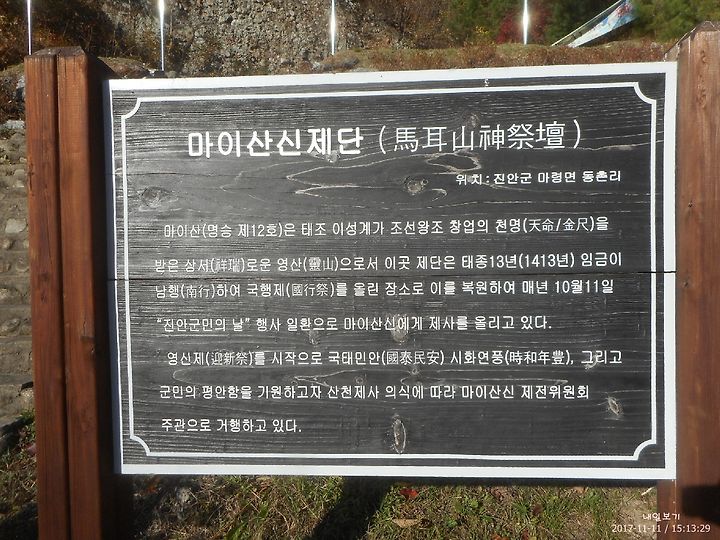 마이산신제단 (馬耳山神祭壇)
위치 : 진안군 마령면 동촌리
마이산(명승 제12호)은 태조 이성계가 조선왕조 창업의 천명(天命/金尺)을
받은 상서(祥瑞)로운 영산(靈山)으로서 이곳 제단은 태종13년(1413년) 임금이
남행(南行)하여 국행제(國行祭)를 올린 장소로 이를 복원하여 매년 10월11일
“진안군민의 날” 행사 일환으로 마이산신에게 제사를 올리고 있다.
영신제(迎新祭)를 시작으로 국태민안(國泰民安) 시화연풍(時和年豊), 그리고
군민의 평안함을 기원하고자 산천제사 의식에 따라 마이산신 제전위원회
주관으로 거행하고 있다.
내일보기
2017-11-11 / 15:13:29